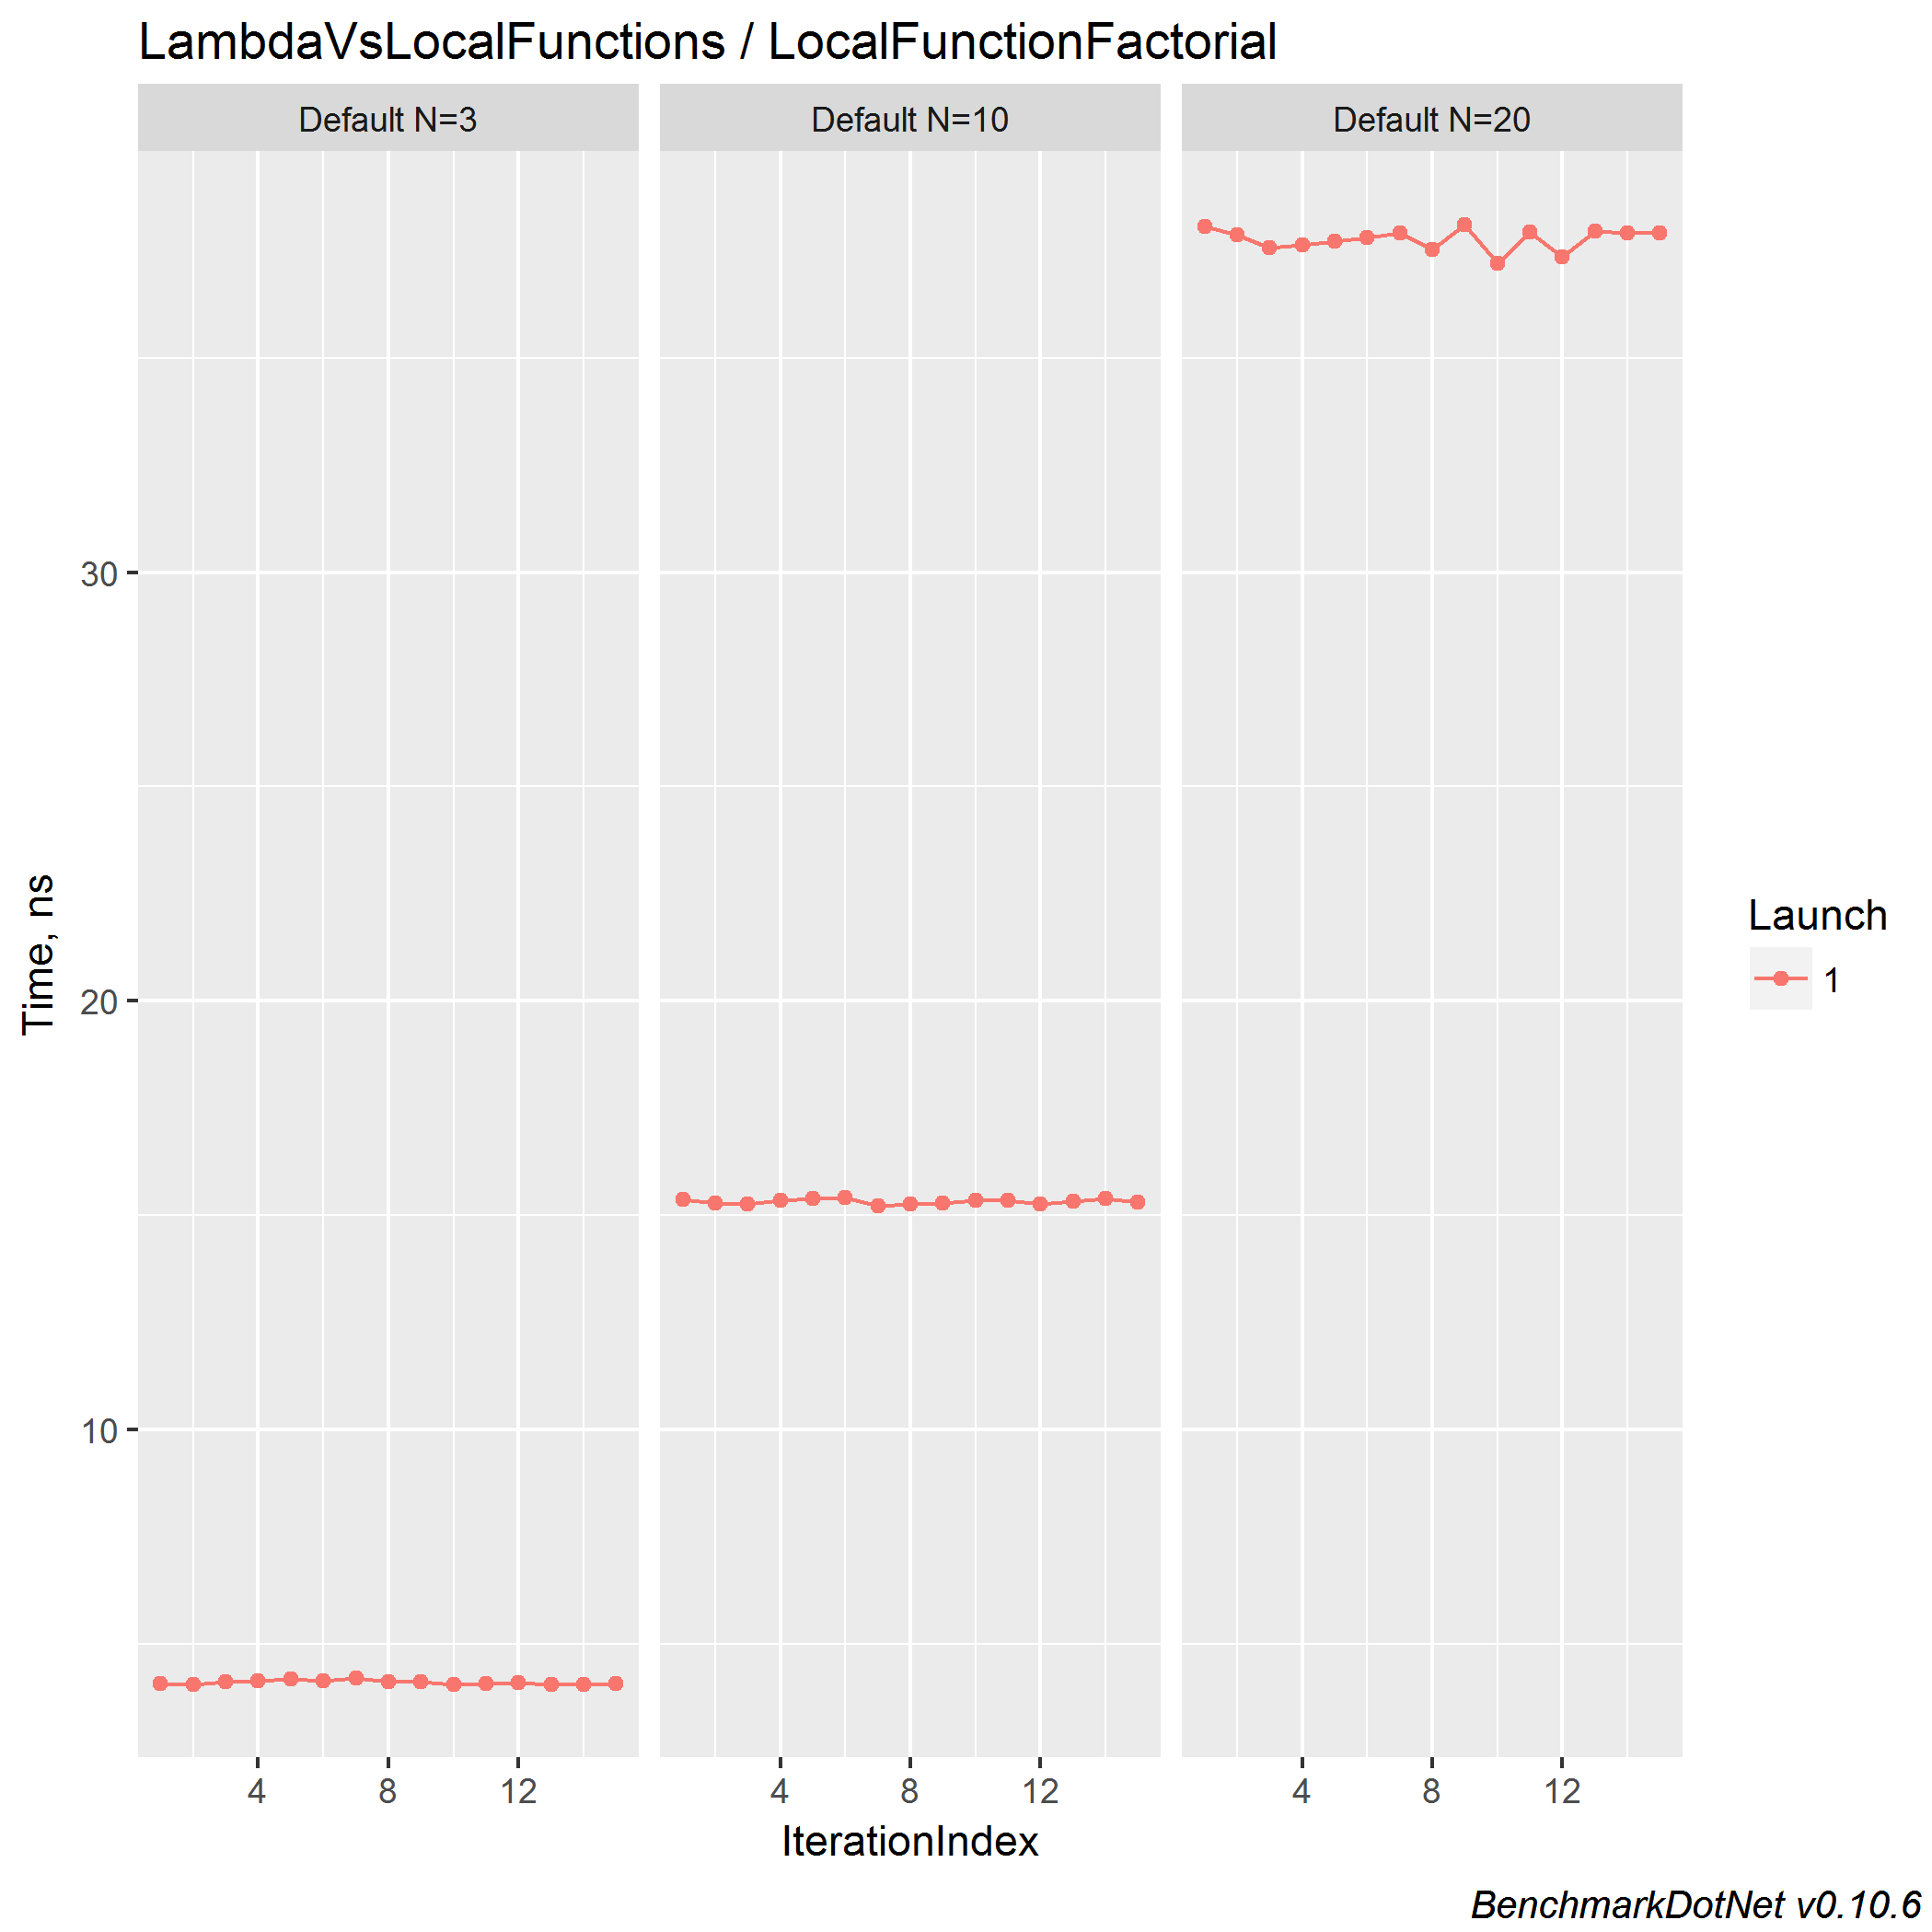 LambdaVsLocalFunctions / LocalFunctionFactorial
Default N=3
Default N=10
Default N=20
30
20
10
Time, ns
4 8 12
4 8 12
4 8 12
IterationIndex
Launch
1
BenchmarkDotNet v0.10.6